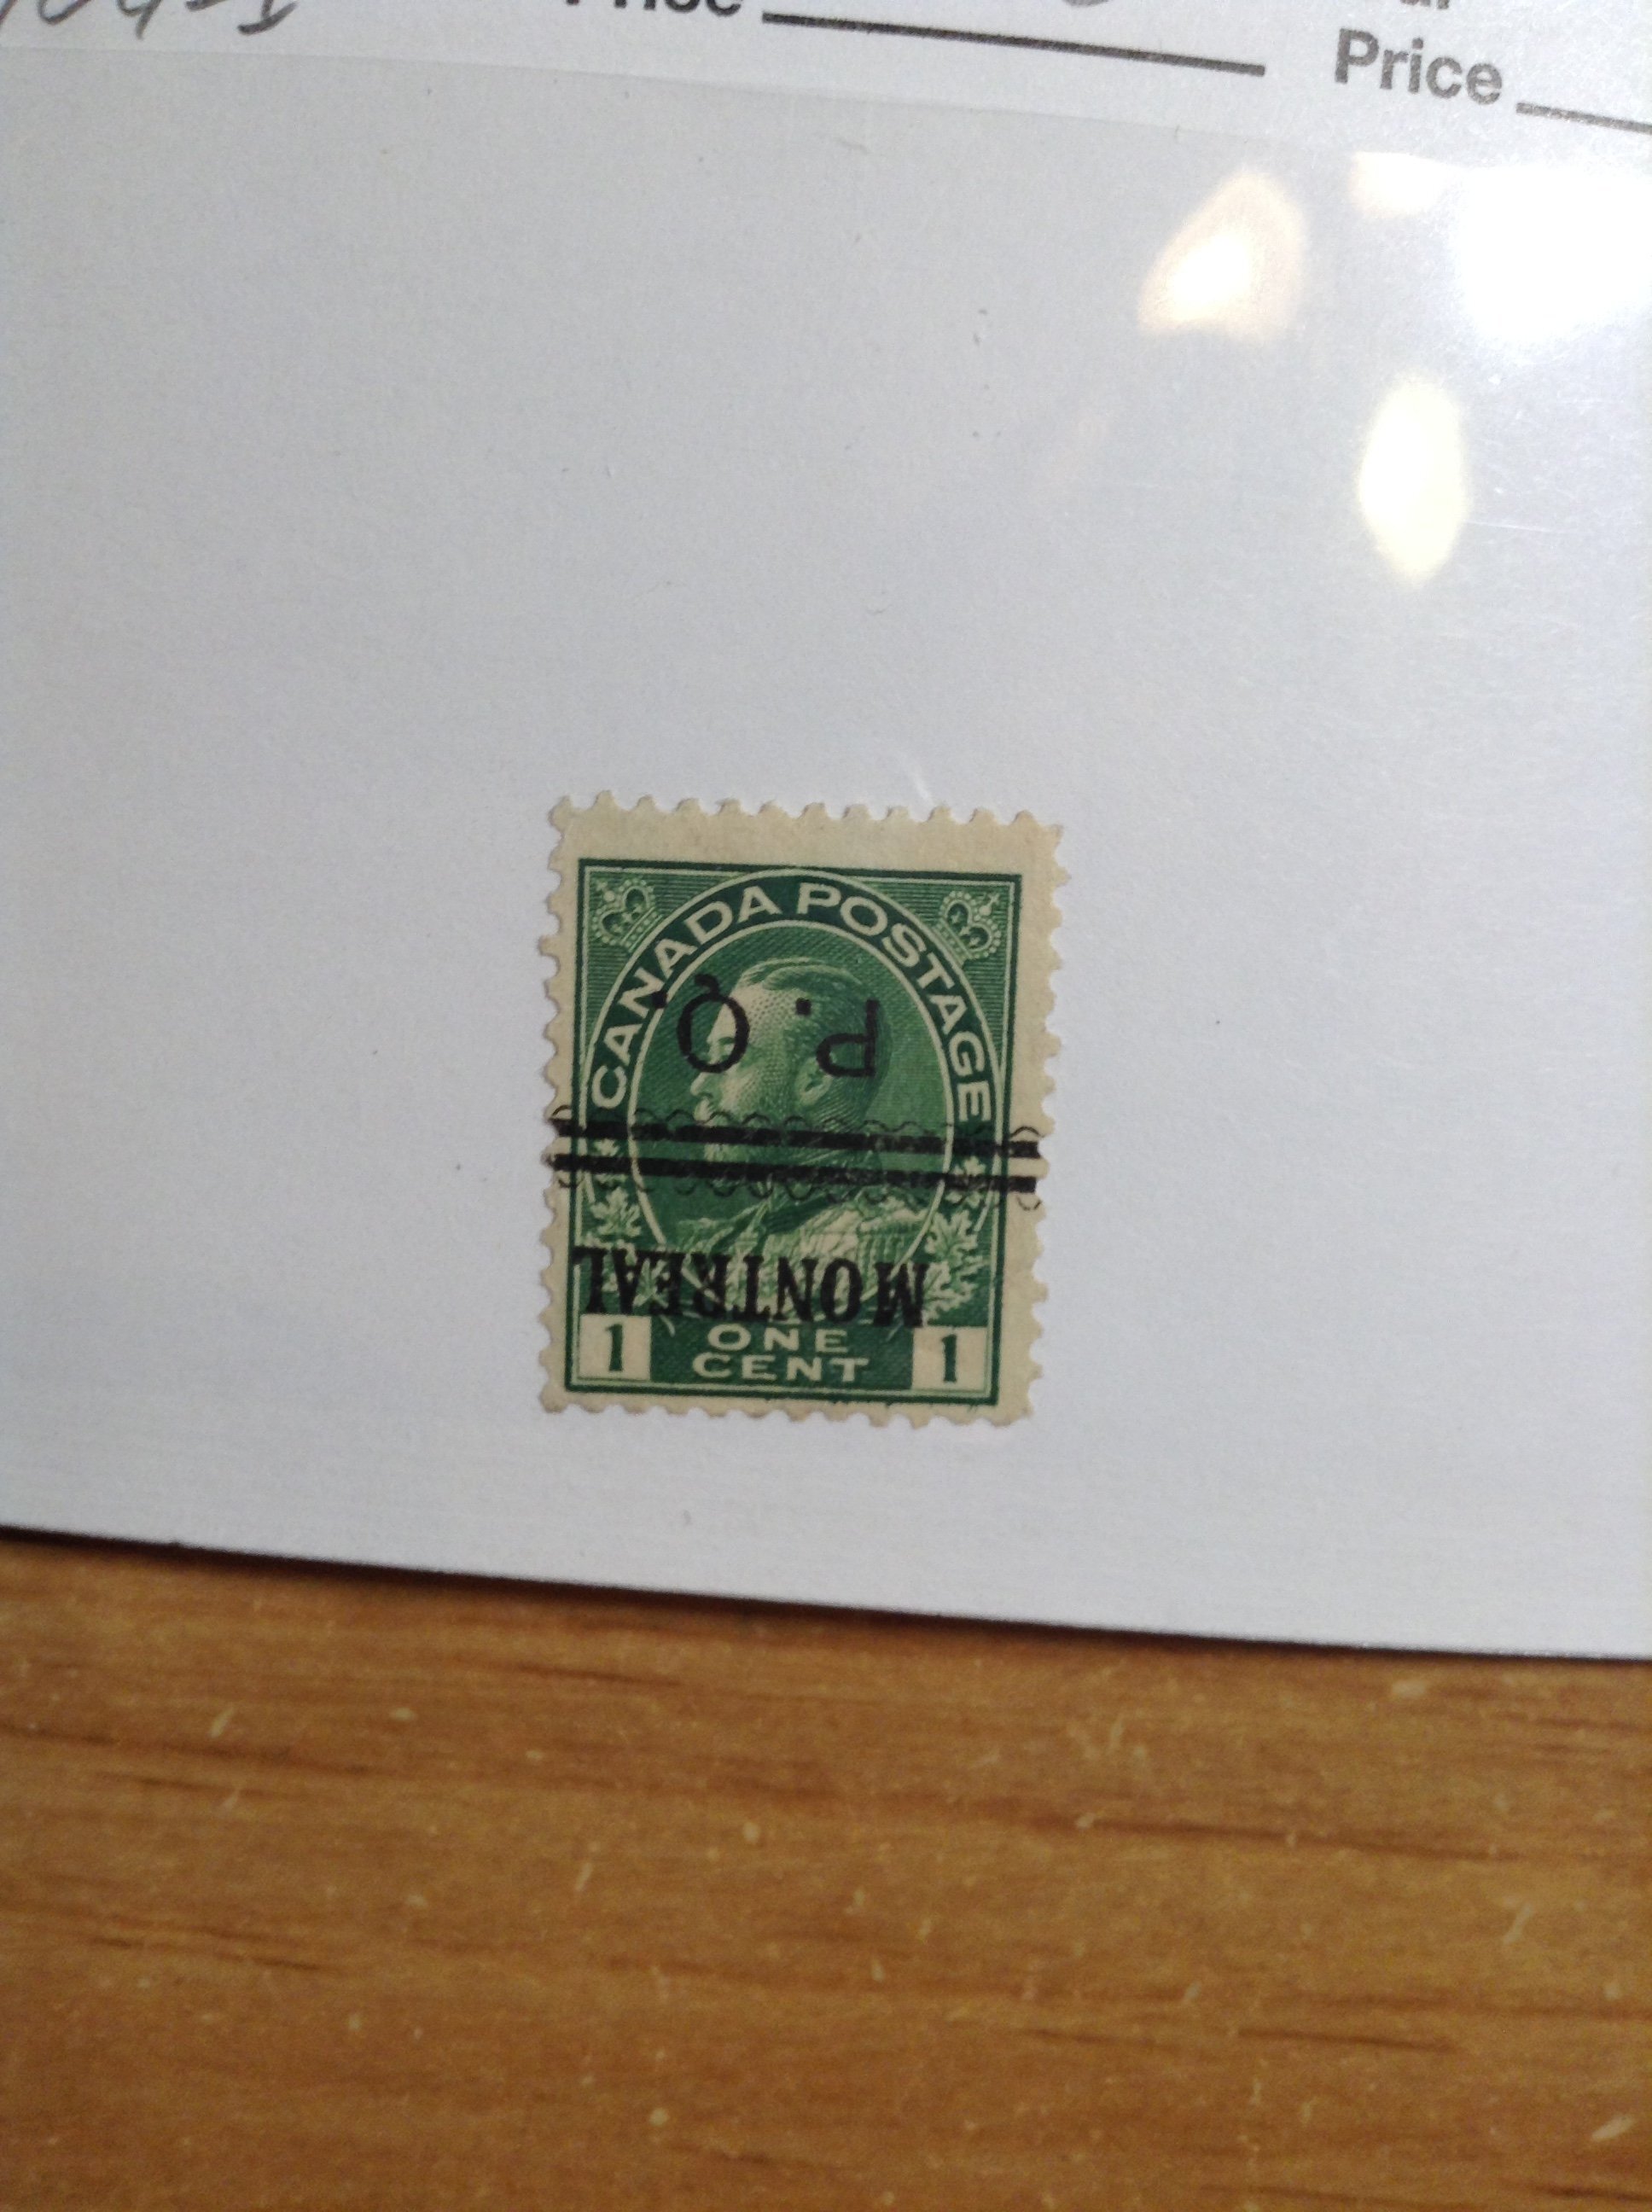 Price
Price
CANADA POSTAGE
P. Q.
MONTREAL
1 ONE 1
CENT